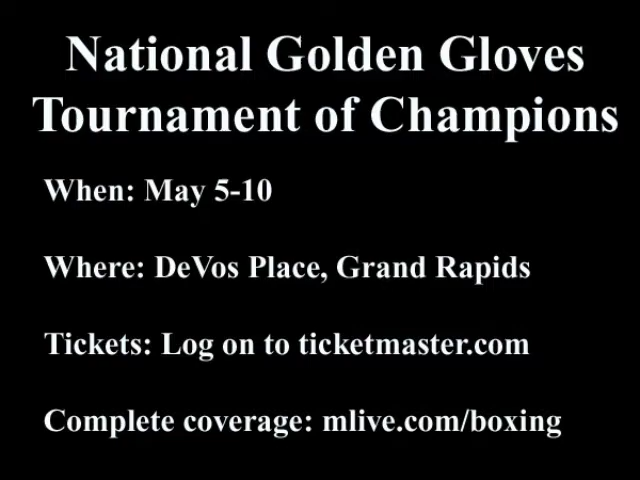 National Golden Gloves
Tournament of Champions
When: May 5-10
Where: DeVos Place, Grand Rapids
Tickets: Log on to ticketmaster.com
Complete coverage: mlive.com/boxing